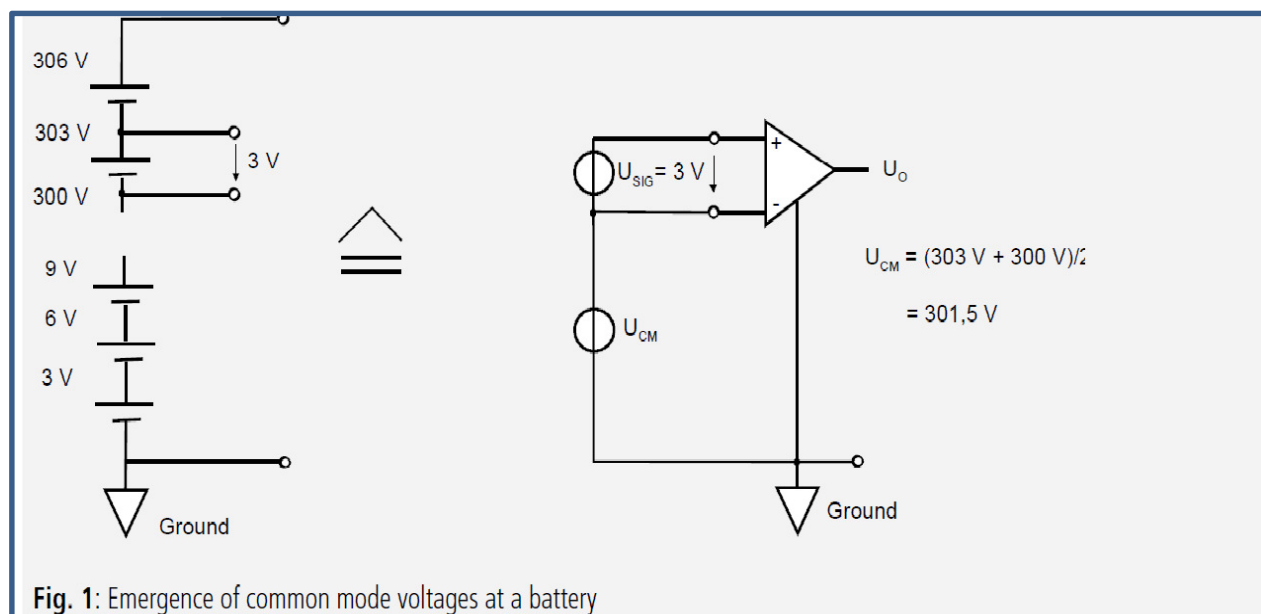 306 V
303 V
3 V
300 V
9 V
6 V
3 V
Ground
U_SIG = 3 V
+
-
U_O
U_CM
U_CM = (303 V + 300 V)/2
= 301,5 V
Ground
Fig. 1: Emergence of common mode voltages at a battery